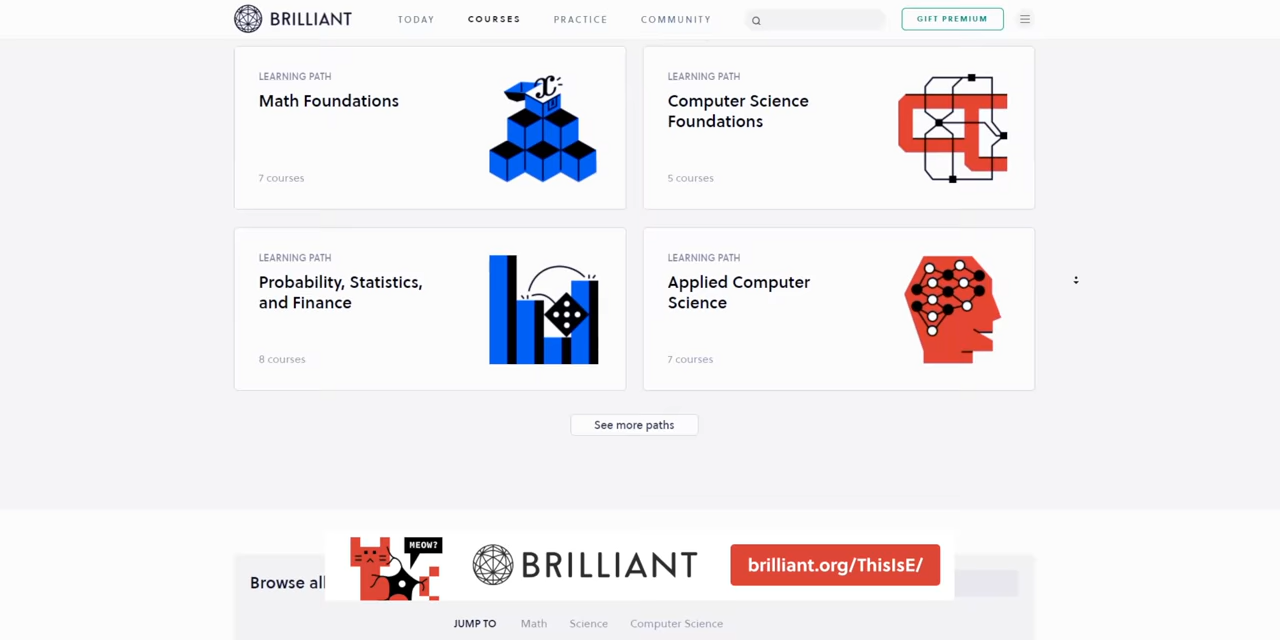 BRILLIANT
TODAY COURSES PRACTICE COMMUNITY
GIFT PREMIUM
LEARNING PATH
Math Foundations
7 courses
LEARNING PATH
Computer Science
Foundations
5 courses
LEARNING PATH
Probability, Statistics,
and Finance
8 courses
LEARNING PATH
Applied Computer
Science
7 courses
See more paths
Browse all
MEOW?
BRILLIANT
brilliant.org/ThisIsE/
JUMP TO Math Science Computer Science